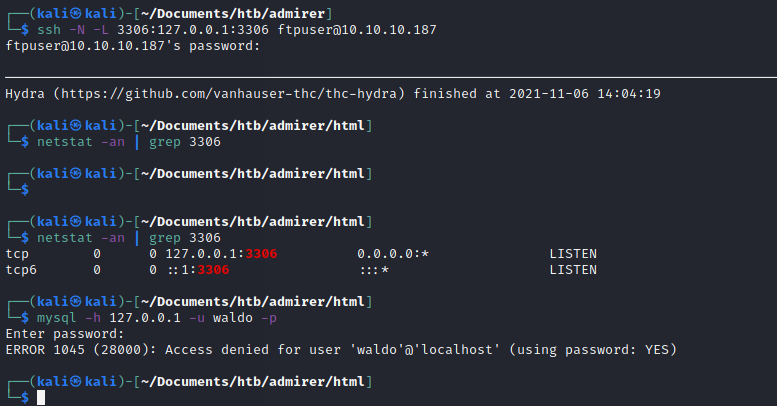 ┌──(kali㉿kali)-[~/Documents/htb/admirer]
└─$ ssh -N -L 3306:127.0.0.1:3306 ftpuser@10.10.10.187
ftpuser@10.10.10.187's password:
Hydra (https://github.com/vanhauser-thc/thc-hydra) finished at 2021-11-06 14:04:19
┌──(kali㉿kali)-[~/Documents/htb/admirer/html]
└─$ netstat -an | grep 3306
┌──(kali㉿kali)-[~/Documents/htb/admirer/html]
└─$
┌──(kali㉿kali)-[~/Documents/htb/admirer/html]
└─$ netstat -an | grep 3306
tcp        0      0 127.0.0.1:3306          0.0.0.0:*               LISTEN
tcp6       0      0 ::1:3306                :::*                    LISTEN
┌──(kali㉿kali)-[~/Documents/htb/admirer/html]
└─$ mysql -h 127.0.0.1 -u waldo -p
Enter password:
ERROR 1045 (28000): Access denied for user 'waldo'@'localhost' (using password: YES)
┌──(kali㉿kali)-[~/Documents/htb/admirer/html]
└─$